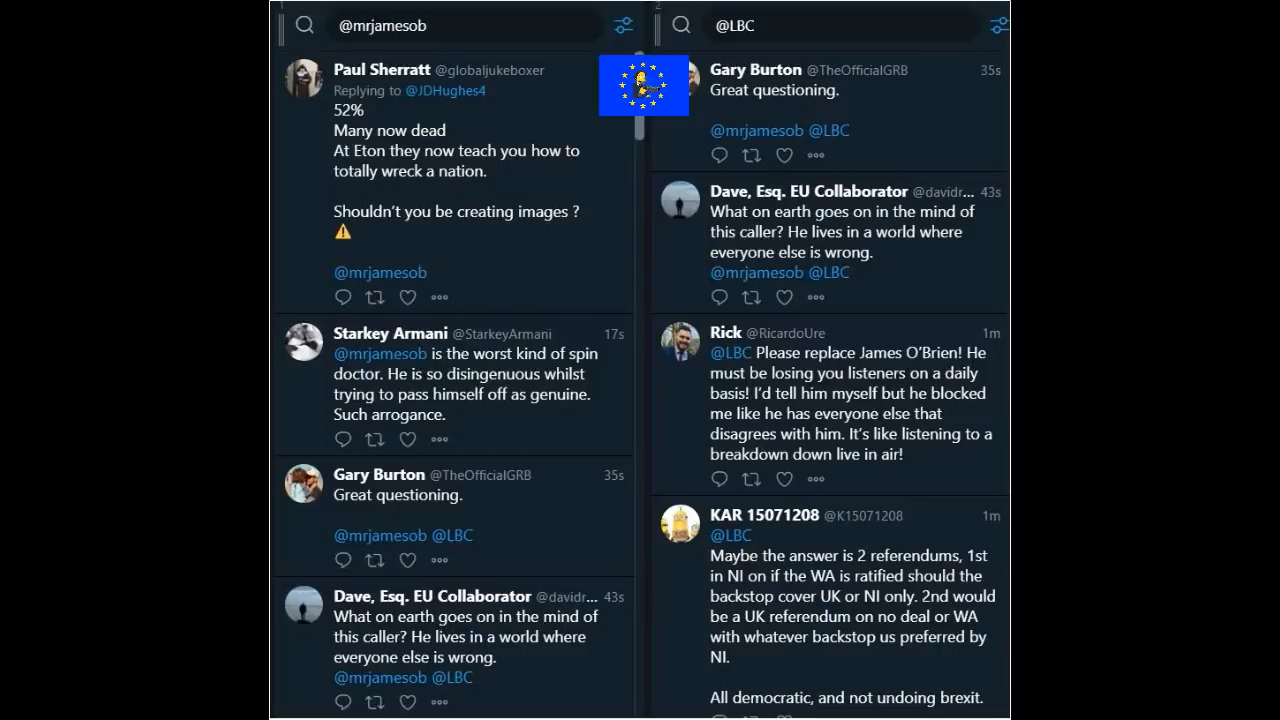 1
@mrjamesob
Paul Sherratt @globaljukeboxer
Replying to @JDHughes4
52%
Many now dead
At Eton they now teach you how to
totally wreck a nation.
Shouldn't you be creating images ?
@mrjamesob
Starkey Armani @StarkeyArmani 17s
@mrjamesob is the worst kind of spin
doctor. He is so disingenuous whilst
trying to pass himself off as genuine.
Such arrogance.
Gary Burton @TheOfficialGRB 35s
Great questioning.
@mrjamesob @LBC
Dave, Esq. EU Collaborator @davidr... 43s
What on earth goes on in the mind of
this caller? He lives in a world where
everyone else is wrong.
@mrjamesob @LBC
2
@LBC
Gary Burton @TheOfficialGRB 35s
Great questioning.
@mrjamesob @LBC
Dave, Esq. EU Collaborator @davidr... 43s
What on earth goes on in the mind of
this caller? He lives in a world where
everyone else is wrong.
@mrjamesob @LBC
Rick @RicardoUre 1m
@LBC Please replace James O'Brien! He
must be losing you listeners on a daily
basis! I'd tell him myself but he blocked
me like he has everyone else that
disagrees with him. It's like listening to a
breakdown down live in air!
KAR 15071208 @K15071208 1m
@LBC
Maybe the answer is 2 referendums, 1st
in NI on if the WA is ratified should the
backstop cover UK or NI only. 2nd would
be a UK referendum on no deal or WA
with whatever backstop us preferred by
NI.
All democratic, and not undoing brexit.